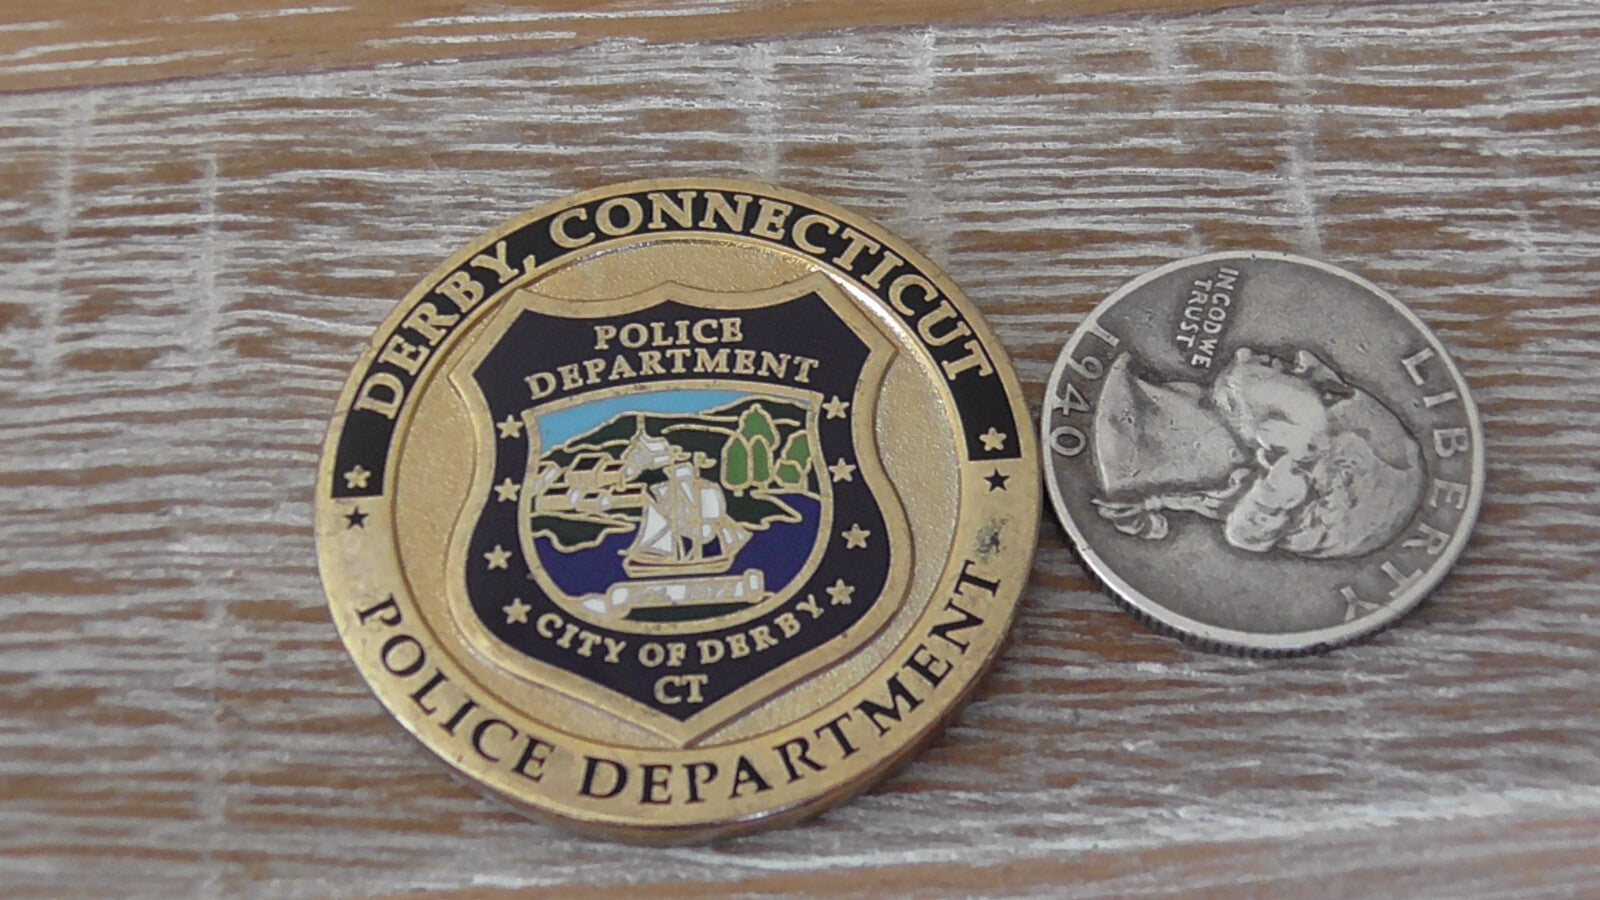 DERBY, CONNECTICUT
POLICE
DEPARTMENT
CITY OF DERBY
CT
POLICE DEPARTMENT
LIBERTY
IN GOD WE
TRUST
1940